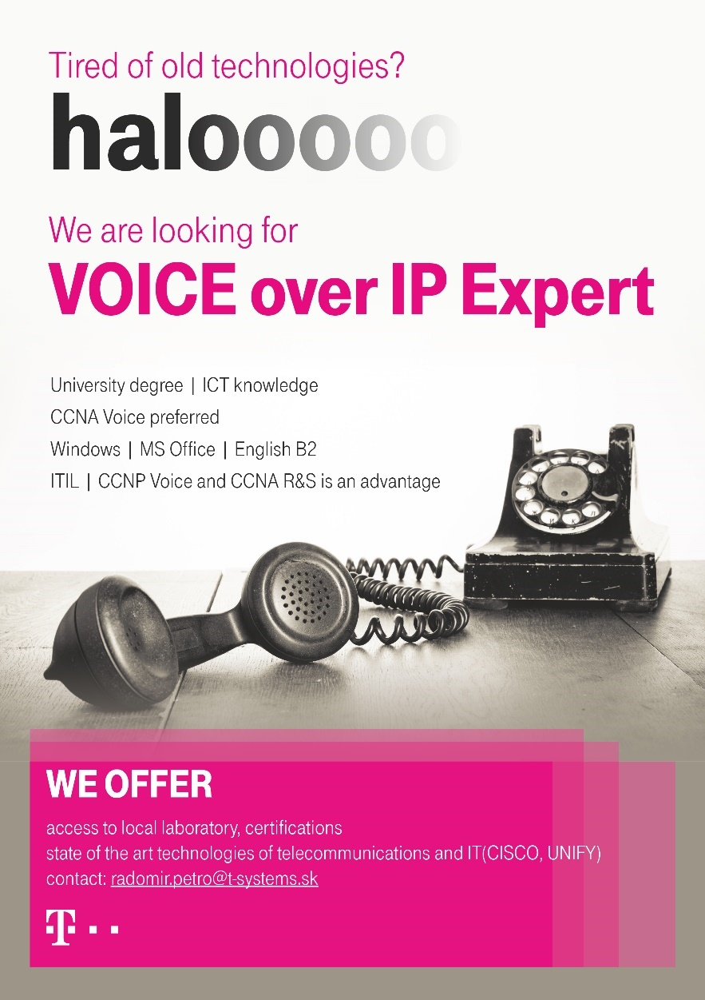 Tired of old technologies?
halooooo
We are looking for
VOICE over IP Expert
University degree | ICT knowledge
CCNA Voice preferred
Windows | MS Office | English B2
ITIL | CCNP Voice and CCNA R&S is an advantage
WE OFFER
access to local laboratory, certifications
state of the art technologies of telecommunications and IT(CISCO, UNIFY)
contact: radomir.petro@t-systems.sk
T